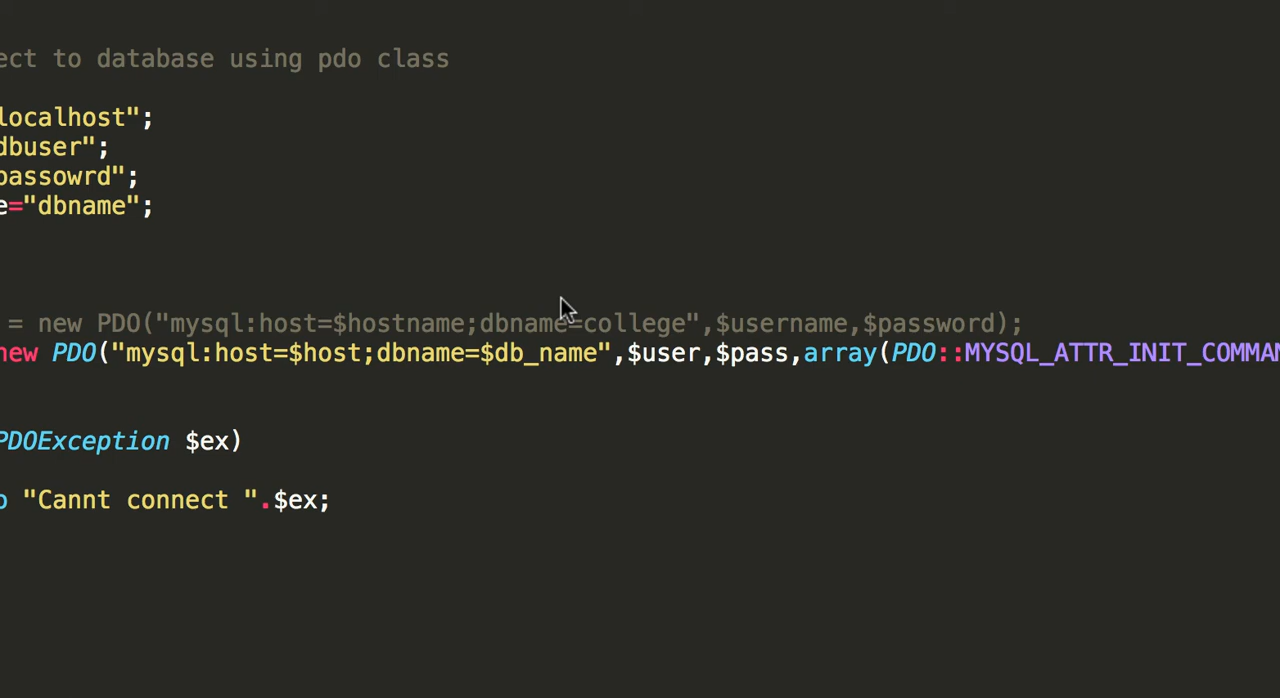 ect to database using pdo class
localhost";
dbuser";
passowrd";
e="dbname";
= new PDO("mysql:host=$hostname;dbname=college",$username,$password);
new PDO("mysql:host=$host;dbname=$db_name",$user,$pass,array(PDO::MYSQL_ATTR_INIT_COMMAN
PDOException $ex)
o "Cannt connect ".$ex;